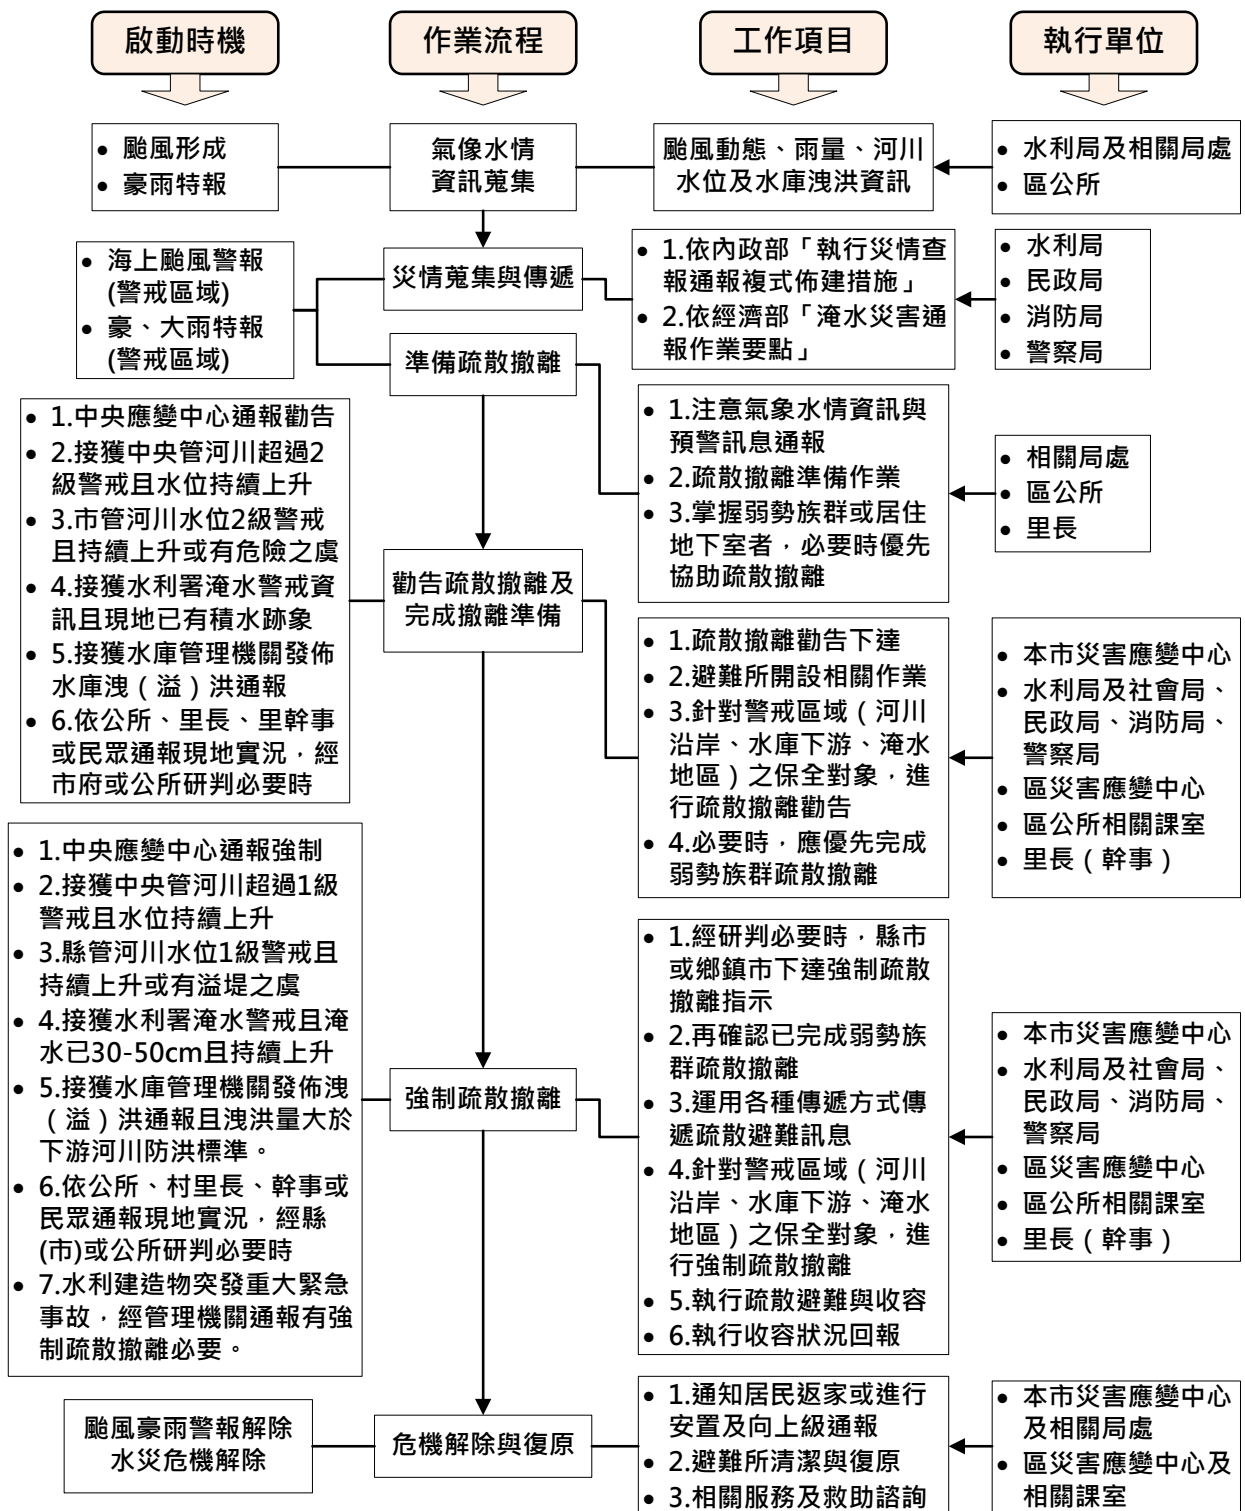 啟動時機
作業流程
工作項目
執行單位
• 颱風形成
• 豪雨特報
氣像水情
資訊蒐集
颱風動態、雨量、河川
水位及水庫洩洪資訊
• 水利局及相關局處
• 區公所
• 海上颱風警報
(警戒區域)
• 豪、大雨特報
(警戒區域)
災情蒐集與傳遞
• 1.依內政部「執行災情查
報通報複式佈建措施」
• 2.依經濟部「淹水災害通
報作業要點」
• 水利局
• 民政局
• 消防局
• 警察局
準備疏散撤離
• 1.注意氣象水情資訊與
預警訊息通報
• 2.疏散撤離準備作業
• 3.掌握弱勢族群或居住
地下室者，必要時優先
協助疏散撤離
• 相關局處
• 區公所
• 里長
• 1.中央應變中心通報勸告
• 2.接獲中央管河川超過2
級警戒且水位持續上升
• 3.市管河川水位2級警戒
且持續上升或有危險之虞
• 4.接獲水利署淹水警戒資
訊且現地已有積水跡象
• 5.接獲水庫管理機關發佈
水庫洩（溢）洪通報
• 6.依公所、里長、里幹事
或民眾通報現地實況，經
市府或公所研判必要時
勸告疏散撤離及
完成撤離準備
• 1.疏散撤離勸告下達
• 2.避難所開設相關作業
• 3.針對警戒區域（河川
沿岸、水庫下游、淹水
地區）之保全對象，進
行疏散撤離勸告
• 4.必要時，應優先完成
弱勢族群疏散撤離
• 本市災害應變中心
• 水利局及社會局、
民政局、消防局、
警察局
• 區災害應變中心
• 區公所相關課室
• 里長（幹事）
• 1.中央應變中心通報強制
• 2.接獲中央管河川超過1級
警戒且水位持續上升
• 3.縣管河川水位1級警戒且
持續上升或有溢堤之虞
• 4.接獲水利署淹水警戒且淹
水已30-50cm且持續上升
• 5.接獲水庫管理機關發佈洩
（溢）洪通報且洩洪量大於
下游河川防洪標準。
• 6.依公所、村里長、幹事或
民眾通報現地實況，經縣
(市)或公所研判必要時
• 7.水利建造物突發重大緊急
事故，經管理機關通報有強
制疏散撤離必要。
強制疏散撤離
• 1.經研判必要時，縣市
或鄉鎮市下達強制疏散
撤離指示
• 2.再確認已完成弱勢族
群疏散撤離
• 3.運用各種傳遞方式傳
遞疏散避難訊息
• 4.針對警戒區域（河川
沿岸、水庫下游、淹水
地區）之保全對象，進
行強制疏散撤離
• 5.執行疏散避難與收容
• 6.執行收容狀況回報
• 本市災害應變中心
• 水利局及社會局、
民政局、消防局、
警察局
• 區災害應變中心
• 區公所相關課室
• 里長（幹事）
颱風豪雨警報解除
水災危機解除
危機解除與復原
• 1.通知居民返家或進行
安置及向上級通報
• 2.避難所清潔與復原
• 3.相關服務及救助諮詢
• 本市災害應變中心
及相關局處
• 區災害應變中心及
相關課室